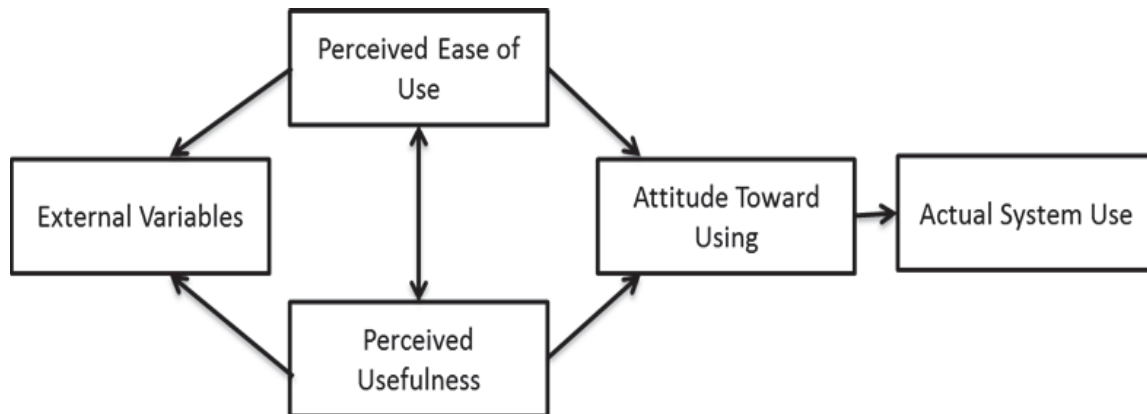 Perceived Ease of
Use
External Variables
Attitude Toward
Using
Actual System Use
Perceived
Usefulness